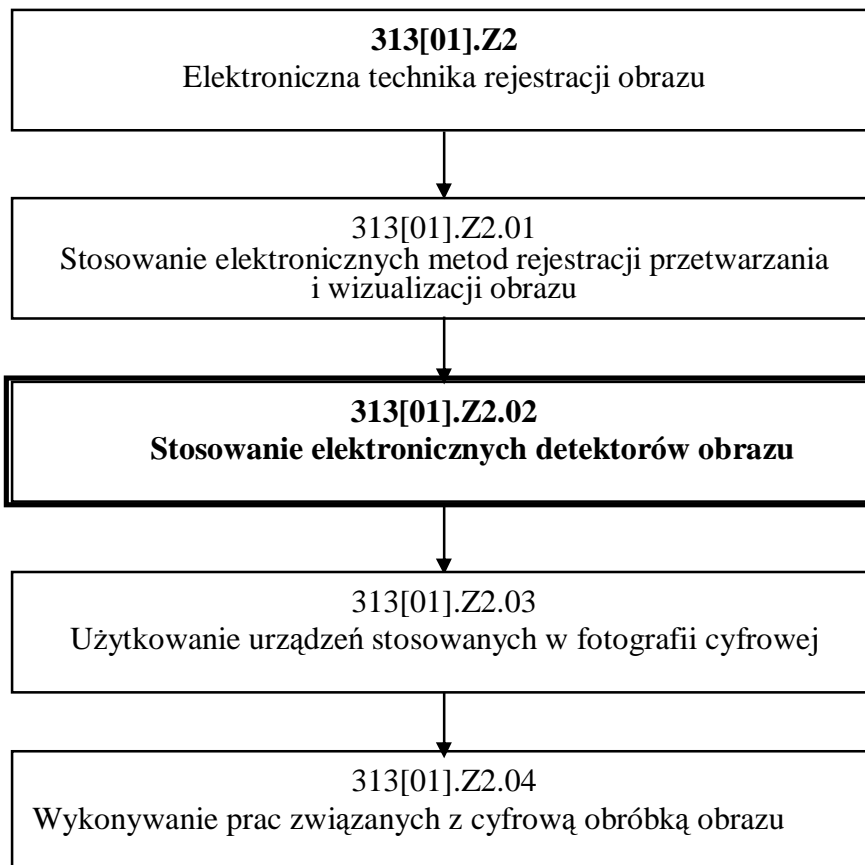 313[01].Z2
Elektroniczna technika rejestracji obrazu
313[01].Z2.01
Stosowanie elektronicznych metod rejestracji przetwarzania
i wizualizacji obrazu
313[01].Z2.02
Stosowanie elektronicznych detektorów obrazu
313[01].Z2.03
Użytkowanie urządzeń stosowanych w fotografii cyfrowej
313[01].Z2.04
Wykonywanie prac związanych z cyfrową obróbką obrazu